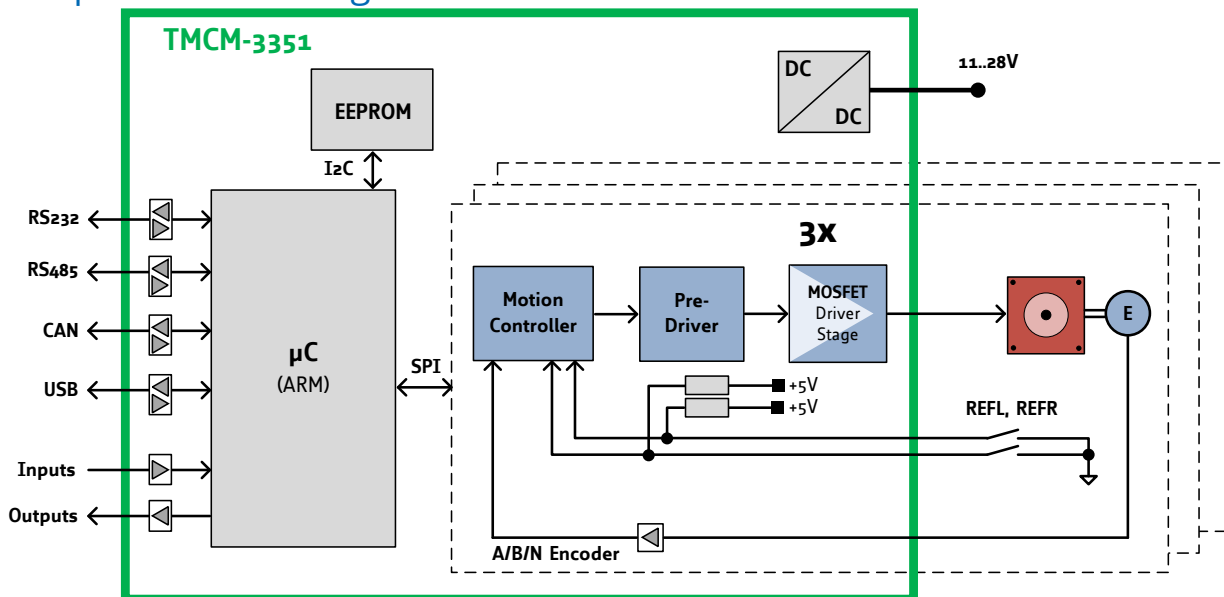 TMCM-3351
DC
DC
11..28V
EEPROM
I2C
RS232
RS485
CAN
USB
Inputs
Outputs
µC
(ARM)
SPI
3x
Motion
Controller
Pre-
Driver
MOSFET
Driver
Stage
E
+5V
+5V
REFL, REFR
A/B/N Encoder